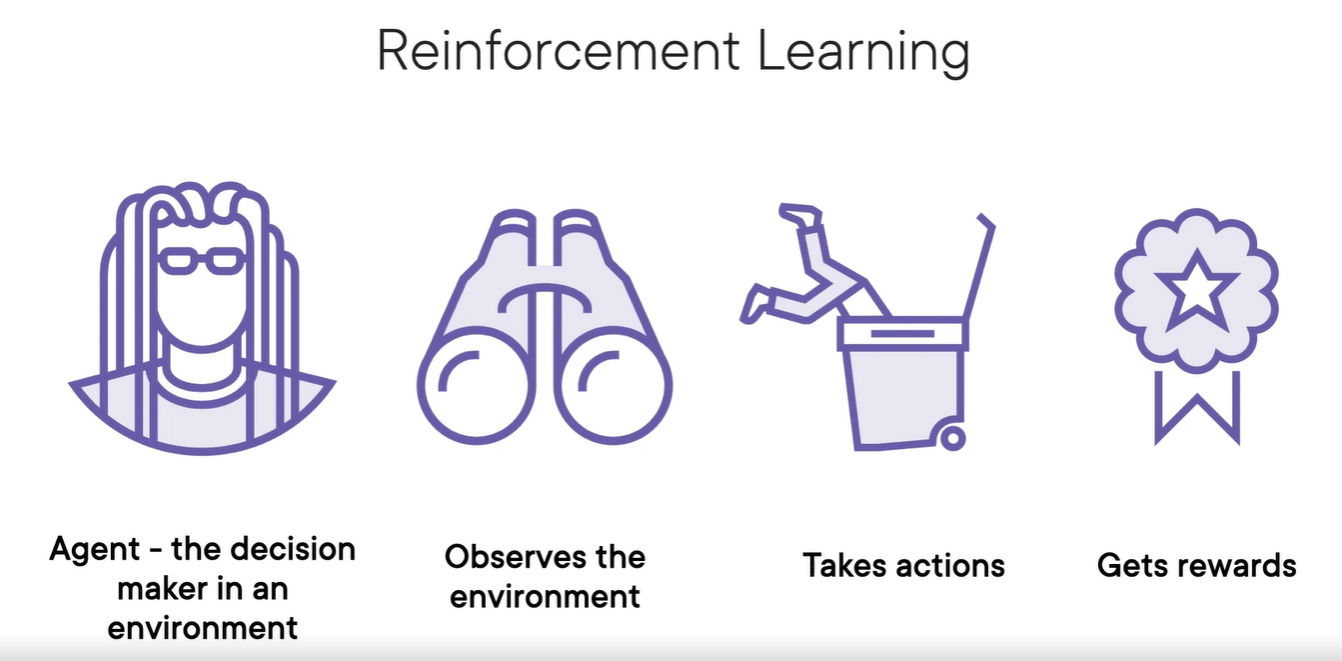 Reinforcement Learning
Agent - the decision
maker in an
environment
Observes the
environment
Takes actions
Gets rewards